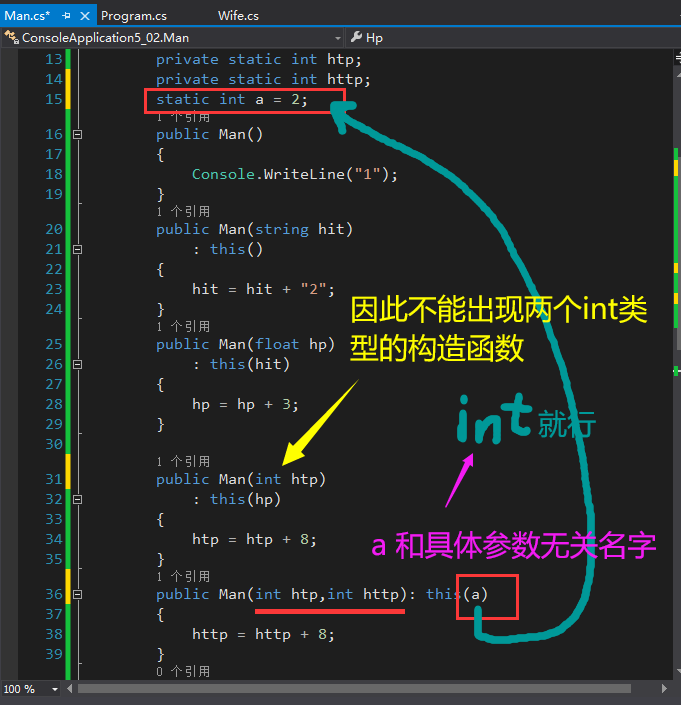 Man.cs* Program.cs Wife.cs
ConsoleApplication5_02.Man Hp
13 private static int htp;
14 private static int http;
15 static int a = 2;
1 个引用
16 public Man()
17 {
18 Console.WriteLine("1");
19 }
1 个引用
20 public Man(string hit)
21 : this()
22 {
23 hit = hit + "2";
24 }
因此不能出现两个int类
型的构造函数
1 个引用
25 public Man(float hp)
26 : this(hit)
27 {
28 hp = hp + 3;
29 }
int就行
30
1 个引用
31 public Man(int htp)
32 : this(hp)
33 {
34 htp = htp + 8;
a 和具体参数无关名字
35 }
1 个引用
36 public Man(int htp,int http): this(a)
37 {
38 http = http + 8;
39 }
0 个引用
100 %